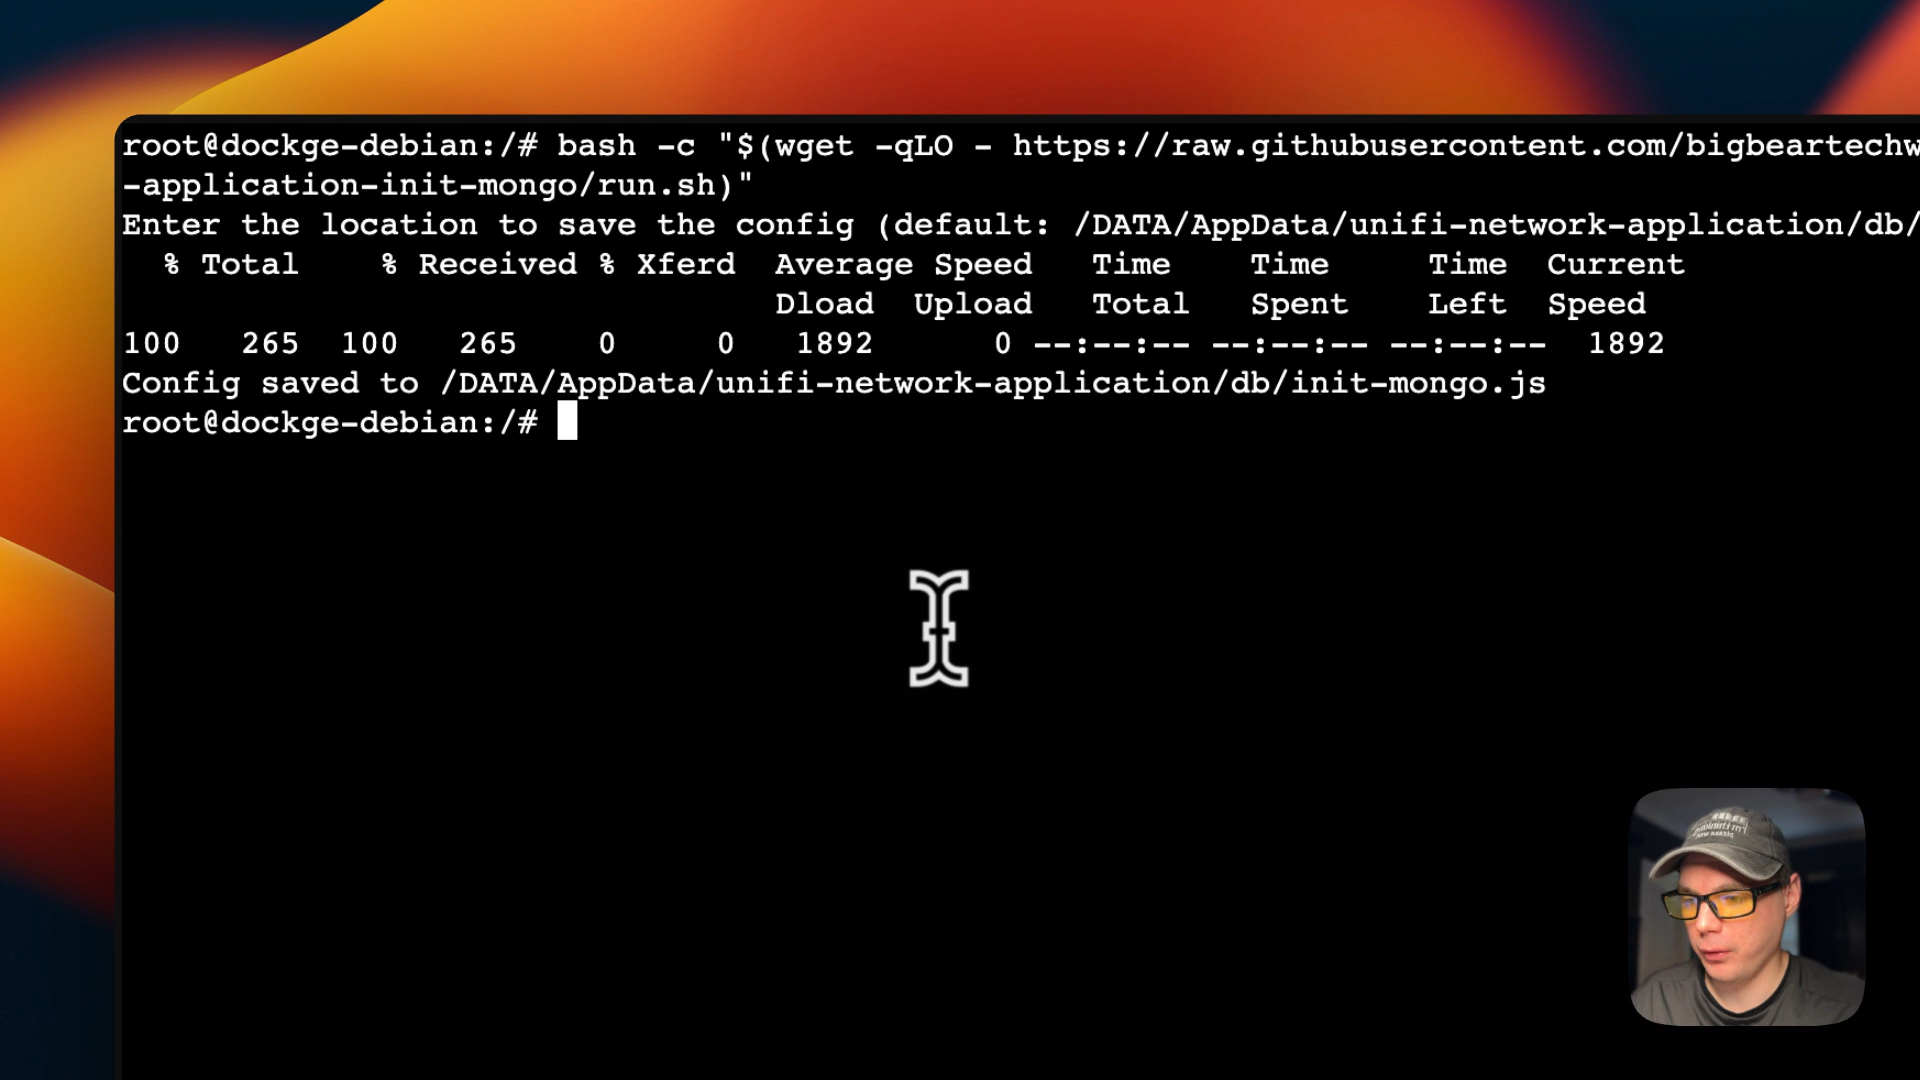 root@dockge-debian:/# bash -c "$(wget -qLO - https://raw.githubusercontent.com/bigbeartechw
-application-init-mongo/run.sh)"
Enter the location to save the config (default: /DATA/AppData/unifi-network-application/db/
% Total % Received % Xferd Average Speed Time Time Time Current
Dload Upload Total Spent Left Speed
100 265 100 265 0 0 1892 0 --:--:-- --:--:-- --:--:-- 1892
Config saved to /DATA/AppData/unifi-network-application/db/init-mongo.js
root@dockge-debian:/#